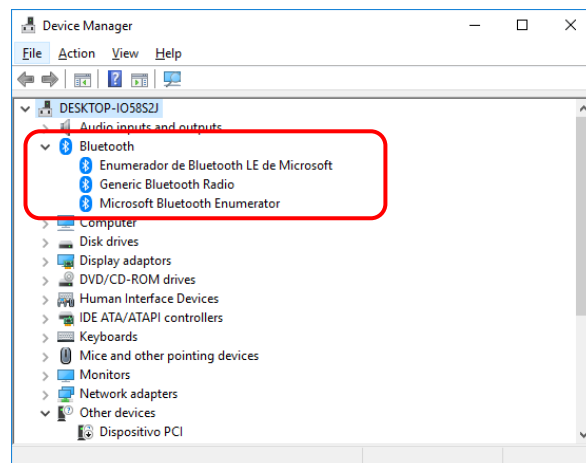 Device Manager
File Action View Help
DESKTOP-IO58S2J
Audio inputs and outputs
Bluetooth
Enumerador de Bluetooth LE de Microsoft
Generic Bluetooth Radio
Microsoft Bluetooth Enumerator
Computer
Disk drives
Display adaptors
DVD/CD-ROM drives
Human Interface Devices
IDE ATA/ATAPI controllers
Keyboards
Mice and other pointing devices
Monitors
Network adapters
Other devices
Dispositivo PCI